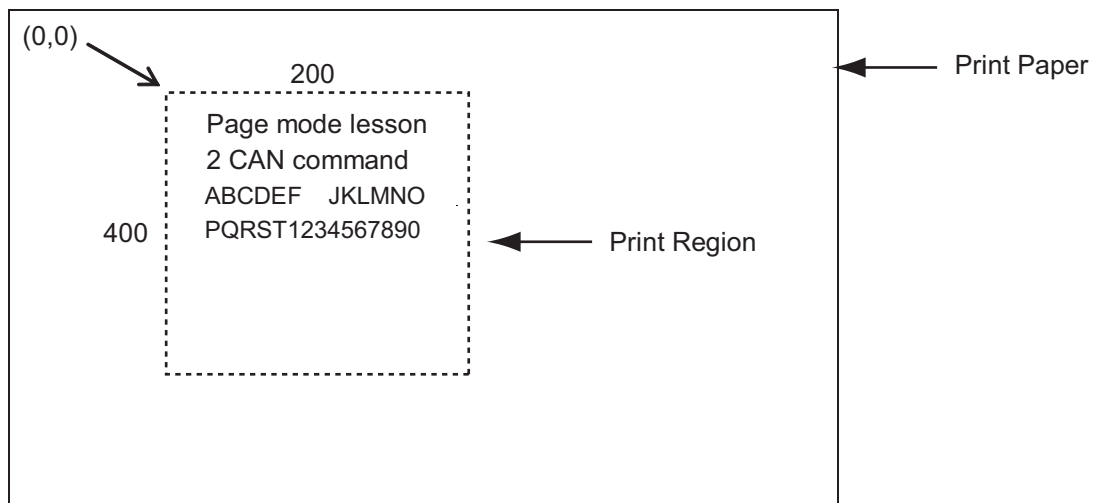 (0,0)
200
Print Paper
Page mode lesson
2 CAN command
ABCDEF JKLMNO
PQRST1234567890
400
Print Region